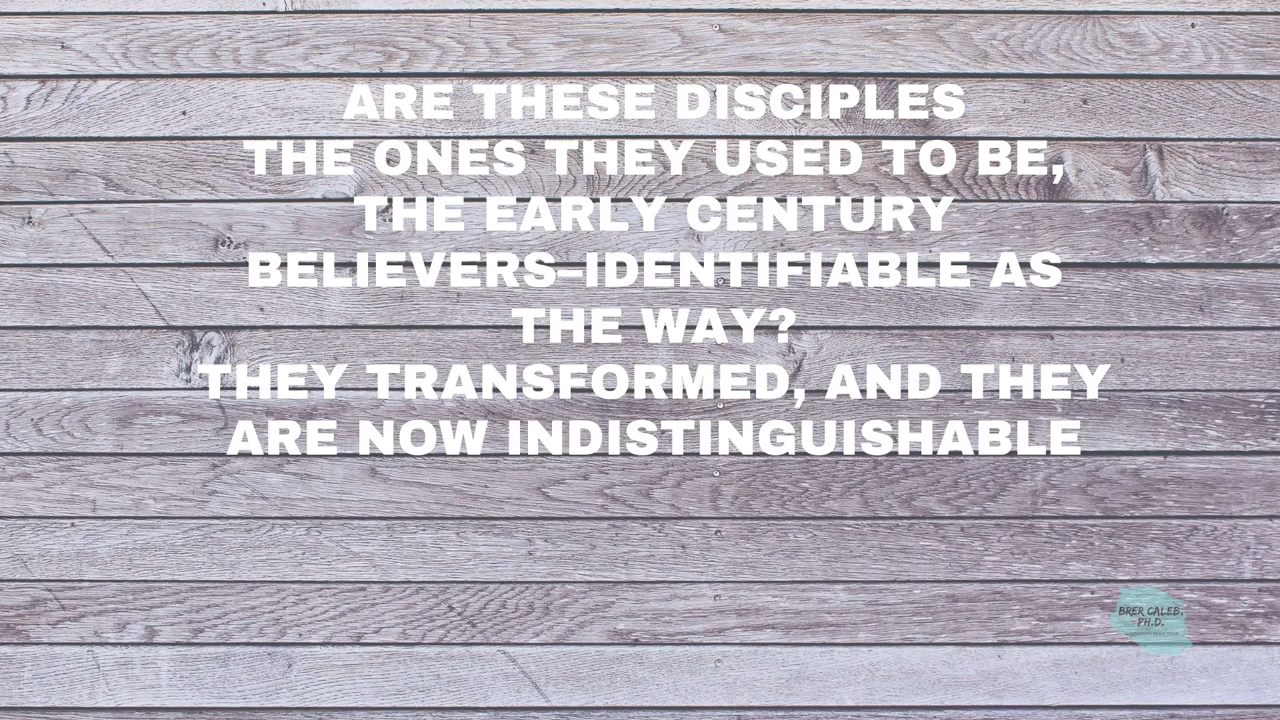 ARE THESE DISCIPLES
THE ONES THEY USED TO BE,
THE EARLY CENTURY
BELIEVERS–IDENTIFIABLE AS
THE WAY?
THEY TRANSFORMED, AND THEY
ARE NOW INDISTINGUISHABLE
BRER CALEB,
PH.D.